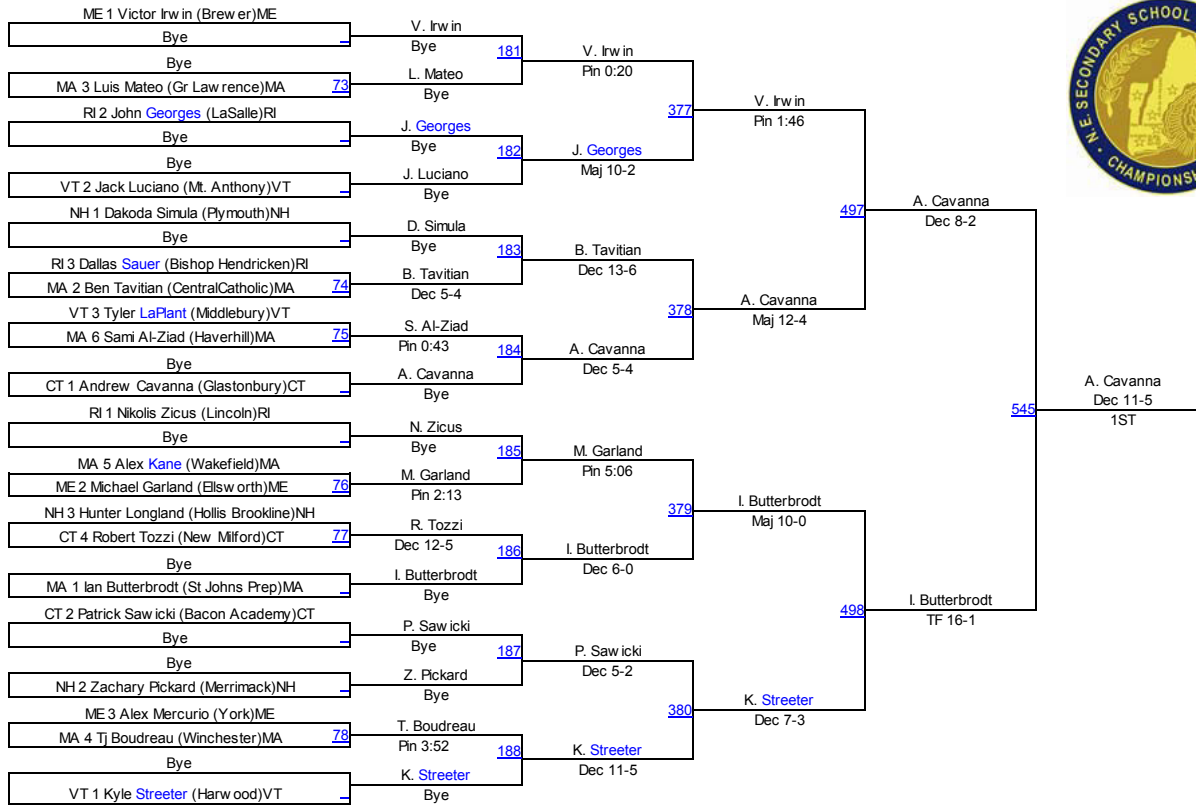 ME 1 Victor Irwin (Brewer)ME
Bye
Bye
MA 3 Luis Mateo (Gr Lawrence)MA 73
RI 2 John Georges (LaSalle)RI
Bye
Bye
VT 2 Jack Luciano (Mt. Anthony)VT
NH 1 Dakoda Simula (Plymouth)NH
Bye
RI 3 Dallas Sauer (Bishop Hendricken)RI
MA 2 Ben Tavitian (CentralCatholic)MA 74
VT 3 Tyler LaPlant (Middlebury)VT
MA 6 Sami Al-Ziad (Haverhill)MA 75
Bye
CT 1 Andrew Cavanna (Glastonbury)CT
RI 1 Nikolis Zicus (Lincoln)RI
Bye
MA 5 Alex Kane (Wakefield)MA
ME 2 Michael Garland (Ellsworth)ME 76
NH 3 Hunter Longland (Hollis Brookline)NH
CT 4 Robert Tozzi (New Milford)CT 77
Bye
MA 1 Ian Butterbrodt (St Johns Prep)MA
CT 2 Patrick Sawicki (Bacon Academy)CT
Bye
Bye
NH 2 Zachary Pickard (Merrimack)NH
ME 3 Alex Mercurio (York)ME
MA 4 Tj Boudreau (Winchester)MA 78
Bye
VT 1 Kyle Streeter (Harwood)VT
V. Irwin
Bye 181
L. Mateo
Bye
J. Georges
Bye 182
J. Luciano
Bye
D. Simula
Bye 183
B. Tavitian
Dec 5-4
S. Al-Ziad
Pin 0:43 184
A. Cavanna
Bye
N. Zicus
Bye 185
M. Garland
Pin 2:13
R. Tozzi
Dec 12-5 186
I. Butterbrodt
Bye
P. Sawicki
Bye 187
Z. Pickard
Bye
T. Boudreau
Pin 3:52 188
K. Streeter
Bye
V. Irwin
Pin 0:20
377
J. Georges
Maj 10-2
B. Tavitian
Dec 13-6
378
A. Cavanna
Dec 5-4
M. Garland
Pin 5:06
379
I. Butterbrodt
Dec 6-0
P. Sawicki
Dec 5-2
380
K. Streeter
Dec 11-5
V. Irwin
Pin 1:46
497
A. Cavanna
Maj 12-4
I. Butterbrodt
Maj 10-0
498
K. Streeter
Dec 7-3
A. Cavanna
Dec 8-2
545
I. Butterbrodt
TF 16-1
A. Cavanna
Dec 11-5
1ST
N.E. SECONDARY SCHOOL
CHAMPIONSH